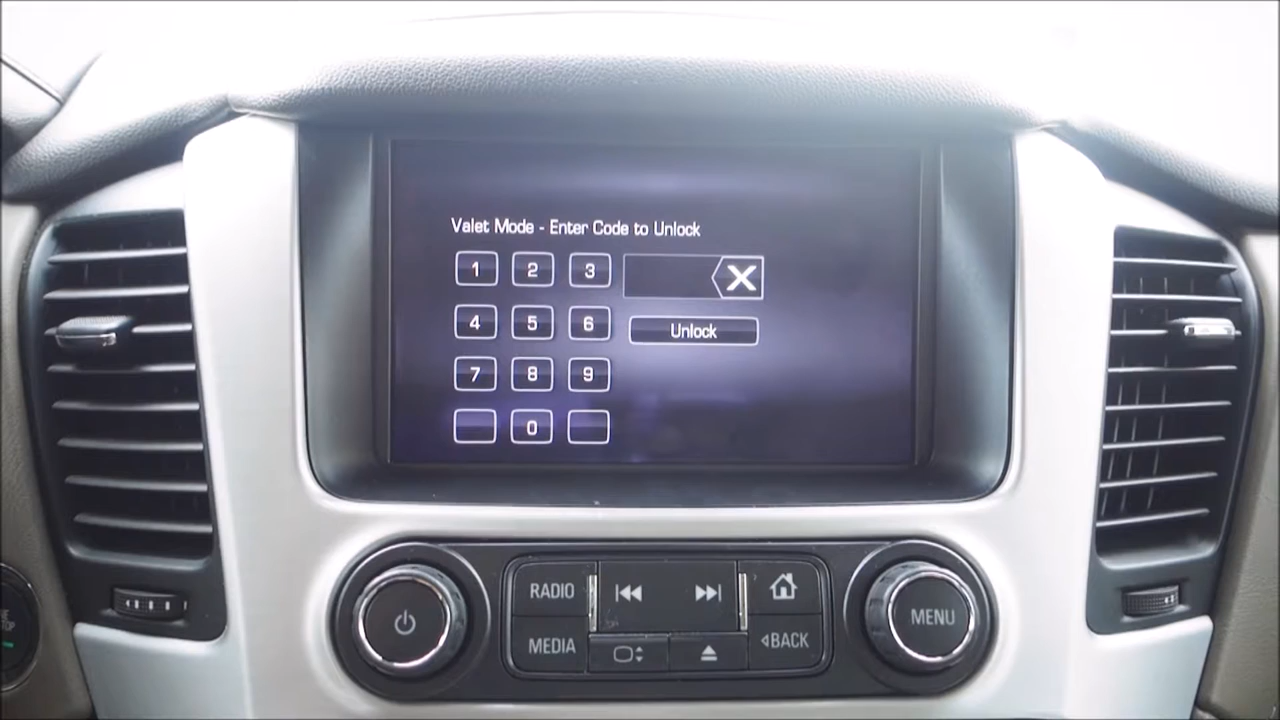 Valet Mode - Enter Code to Unlock
1 2 3
4 5 6 Unlock
7 8 9
0
RADIO
MEDIA
BACK
MENU